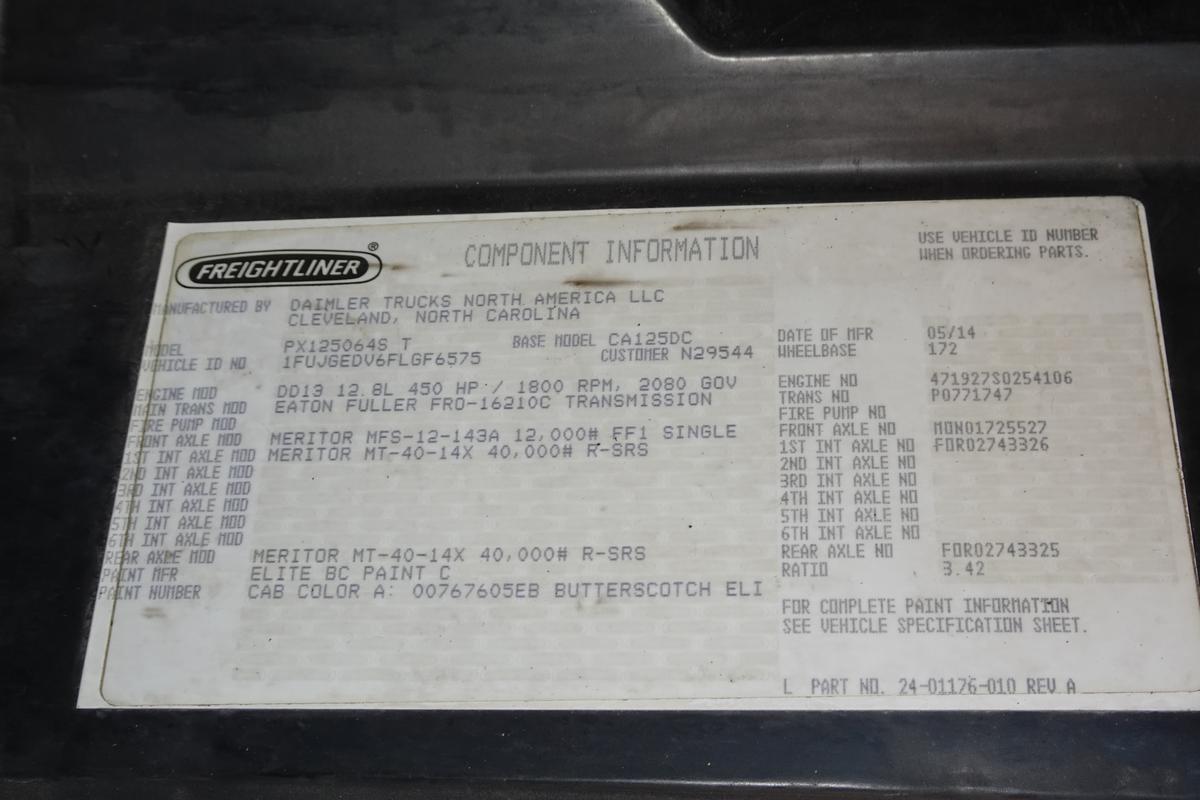 FREIGHTLINER ®
COMPONENT INFORMATION
USE VEHICLE ID NUMBER
WHEN ORDERING PARTS.
MANUFACTURED BY DAIMLER TRUCKS NORTH AMERICA LLC
CLEVELAND, NORTH CAROLINA
MODEL PX125064S T BASE MODEL CA125DC
VEHICLE ID NO 1FUJGEDV6FLGF6575 CUSTOMER N29544
DATE OF MFR 05/14
WHEELBASE 172
ENGINE MOD DD13 12.8L 450 HP / 1800 RPM, 2080 GOV
MAIN TRANS MOD EATON FULLER FRO-16210C TRANSMISSION
FIRE PUMP MOD
FRONT AXLE MOD MERITOR MFS-12-143A 12,000# FF1 SINGLE
1ST INT AXLE MOD MERITOR MT-40-14X 40,000# R-SRS
2ND INT AXLE MOD
3RD INT AXLE MOD
4TH INT AXLE MOD
5TH INT AXLE MOD
6TH INT AXLE MOD
REAR AXLE MOD MERITOR MT-40-14X 40,000# R-SRS
PAINT MFR ELITE BC PAINT C
PAINT NUMBER CAB COLOR A: 00767605EB BUTTERSCOTCH ELI
ENGINE NO 471927S0254106
TRANS NO P0771747
FIRE PUMP NO
FRONT AXLE NO MON01725527
1ST INT AXLE NO FOR02743326
2ND INT AXLE NO
3RD INT AXLE NO
4TH INT AXLE NO
5TH INT AXLE NO
6TH INT AXLE NO
REAR AXLE NO FOR02743325
RATIO 3.42
FOR COMPLETE PAINT INFORMATION
SEE VEHICLE SPECIFICATION SHEET.
L PART NO. 24-01176-010 REV A